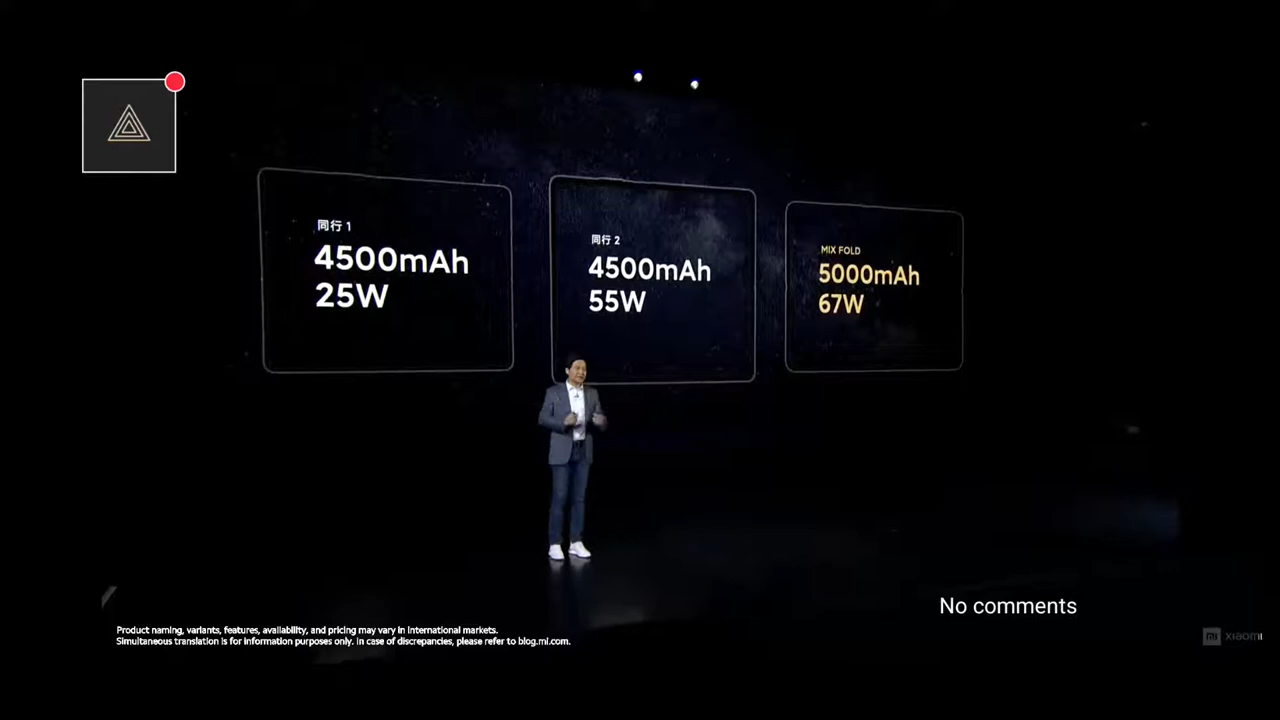 同行 1
4500mAh
25W
同行 2
4500mAh
55W
MIX FOLD
5000mAh
67W
No comments
Product naming, variants, features, availability, and pricing may vary in international markets.
Simultaneous translation is for information purposes only. In case of discrepancies, please refer to blog.mi.com.
mi xiaomi